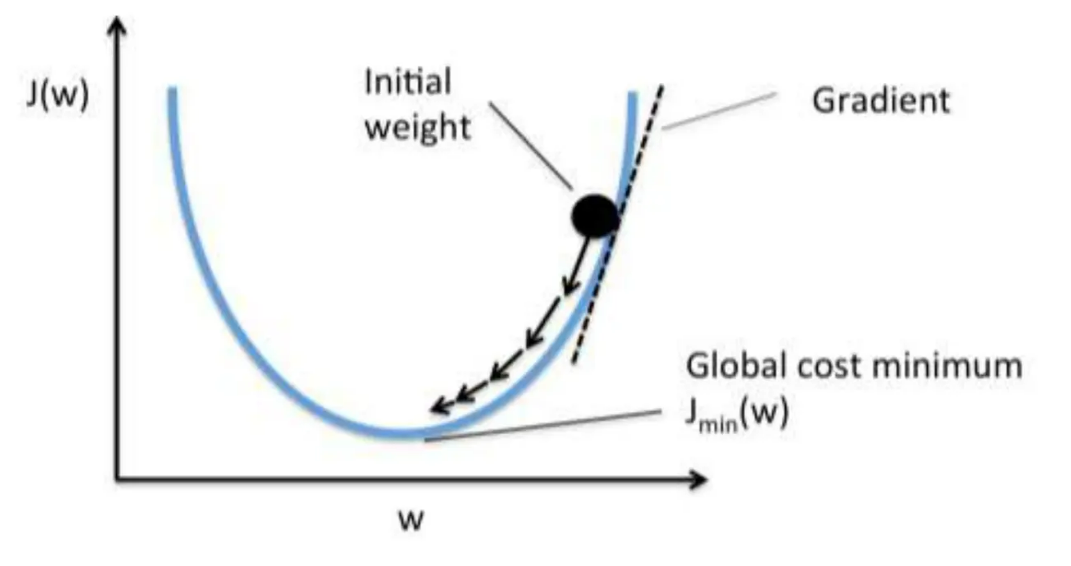 J(w)
Initial
weight
Gradient
Global cost minimum
Jmin(w)
w